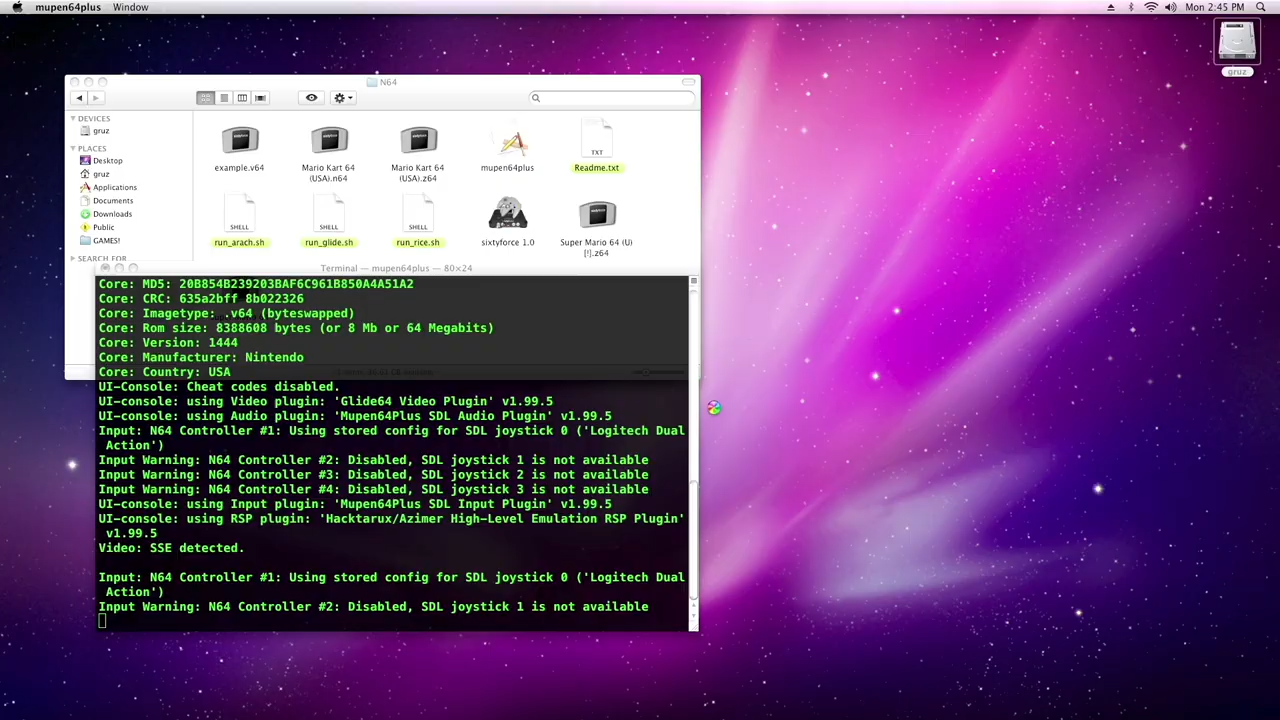 mupen64plus Window
Mon 2:45 PM
gruz
N64
DEVICES
gruz
PLACES
Desktop
gruz
Applications
Documents
Downloads
Public
GAMES!
SEARCH FOR
example.v64
Mario Kart 64
(USA).n64
Mario Kart 64
(USA).z64
mupen64plus
TXT
Readme.txt
SHELL
run_arach.sh
SHELL
run_glide.sh
SHELL
run_rice.sh
sixtyforce 1.0
Super Mario 64 (U)
[!].z64
Terminal — mupen64plus — 80×24
Core: MD5: 20B854B239203BAF6C961B850A4A51A2
Core: CRC: 635a2bff 8b022326
Core: Imagetype: .v64 (byteswapped)
Core: Rom size: 8388608 bytes (or 8 Mb or 64 Megabits)
Core: Version: 1444
Core: Manufacturer: Nintendo
Core: Country: USA
UI-Console: Cheat codes disabled.
UI-console: using Video plugin: 'Glide64 Video Plugin' v1.99.5
UI-console: using Audio plugin: 'Mupen64Plus SDL Audio Plugin' v1.99.5
Input: N64 Controller #1: Using stored config for SDL joystick 0 ('Logitech Dual
Action')
Input Warning: N64 Controller #2: Disabled, SDL joystick 1 is not available
Input Warning: N64 Controller #3: Disabled, SDL joystick 2 is not available
Input Warning: N64 Controller #4: Disabled, SDL joystick 3 is not available
UI-console: using Input plugin: 'Mupen64Plus SDL Input Plugin' v1.99.5
UI-console: using RSP plugin: 'Hacktarux/Azimer High-Level Emulation RSP Plugin'
v1.99.5
Video: SSE detected.
Input: N64 Controller #1: Using stored config for SDL joystick 0 ('Logitech Dual
Action')
Input Warning: N64 Controller #2: Disabled, SDL joystick 1 is not available